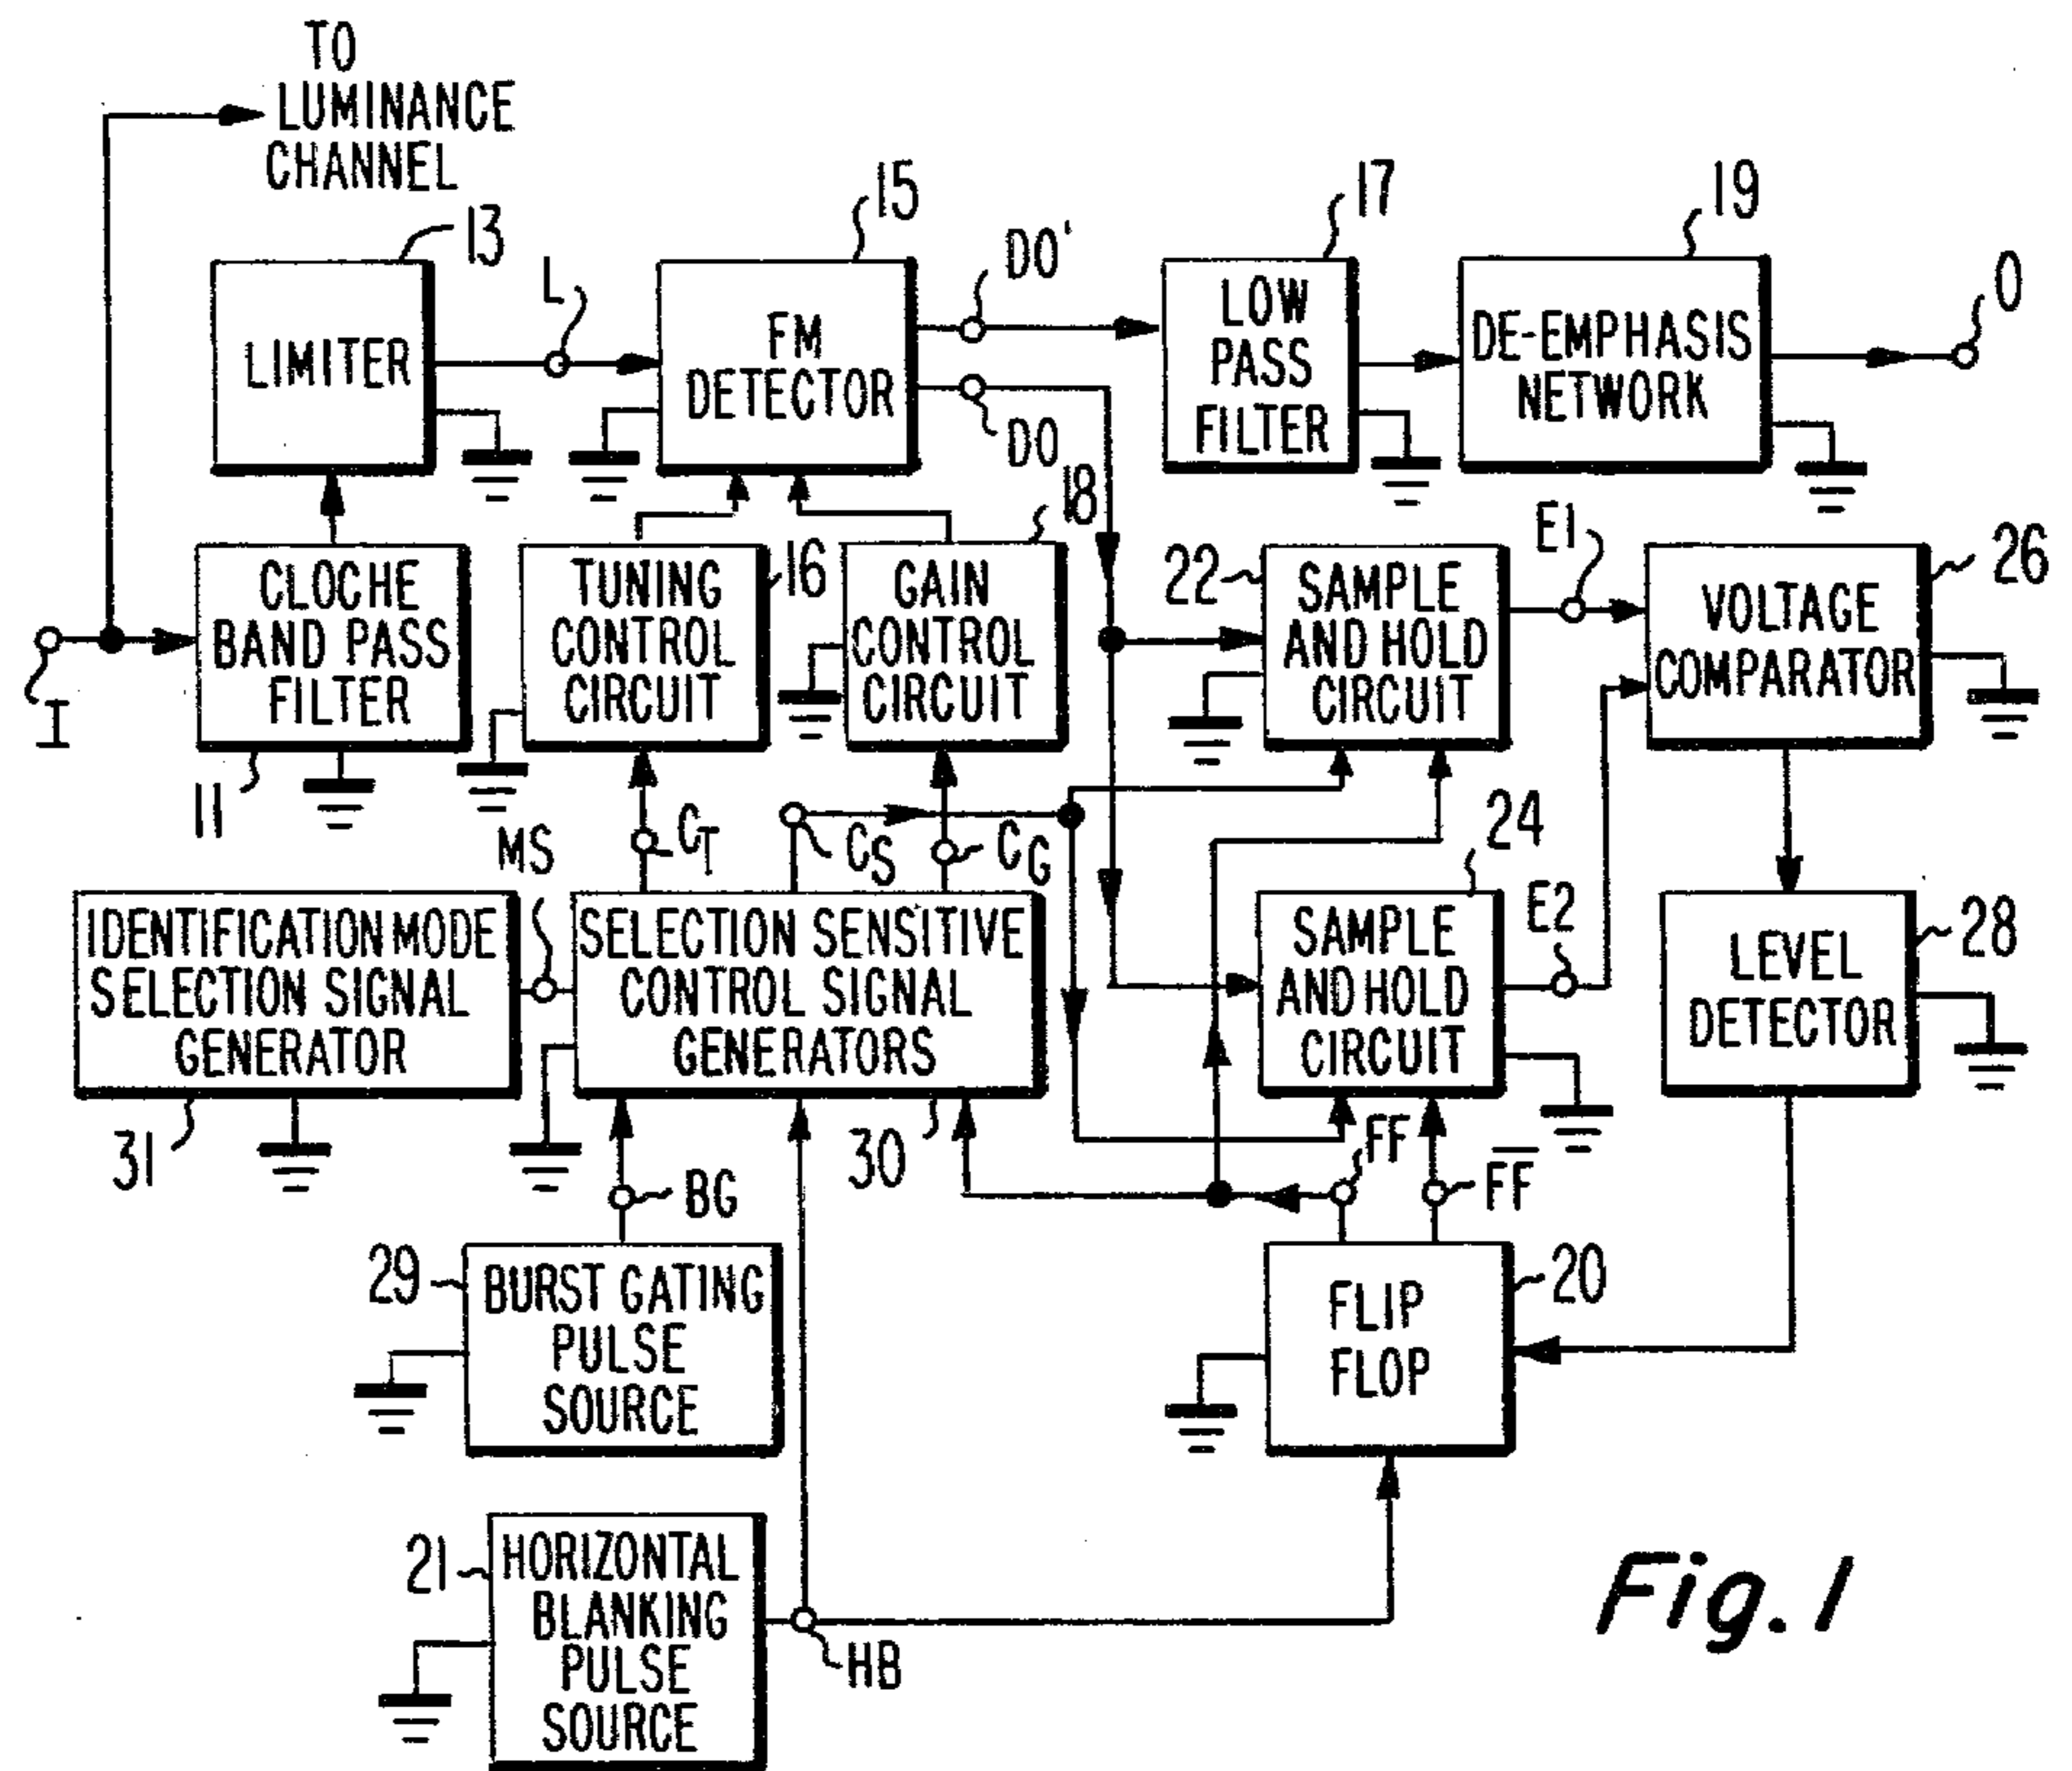 TO
LUMINANCE
CHANNEL
13
15
17
19
L
DO'
DO
O
LIMITER
FM
DETECTOR
LOW
PASS
FILTER
DE-EMPHASIS
NETWORK
I
11
CLOCHE
BAND PASS
FILTER
16
TUNING
CONTROL
CIRCUIT
18
GAIN
CONTROL
CIRCUIT
22
SAMPLE
AND HOLD
CIRCUIT
E1
26
VOLTAGE
COMPARATOR
MS
CT
CS
CG
24
E2
28
IDENTIFICATION MODE
SELECTION SIGNAL
GENERATOR
SELECTION SENSITIVE
CONTROL SIGNAL
GENERATORS
SAMPLE
AND HOLD
CIRCUIT
LEVEL
DETECTOR
31
30
BG
FF
F̅F̅
29
BURST GATING
PULSE
SOURCE
FLIP
FLOP
20
21
HORIZONTAL
BLANKING
PULSE
SOURCE
HB
Fig. 1